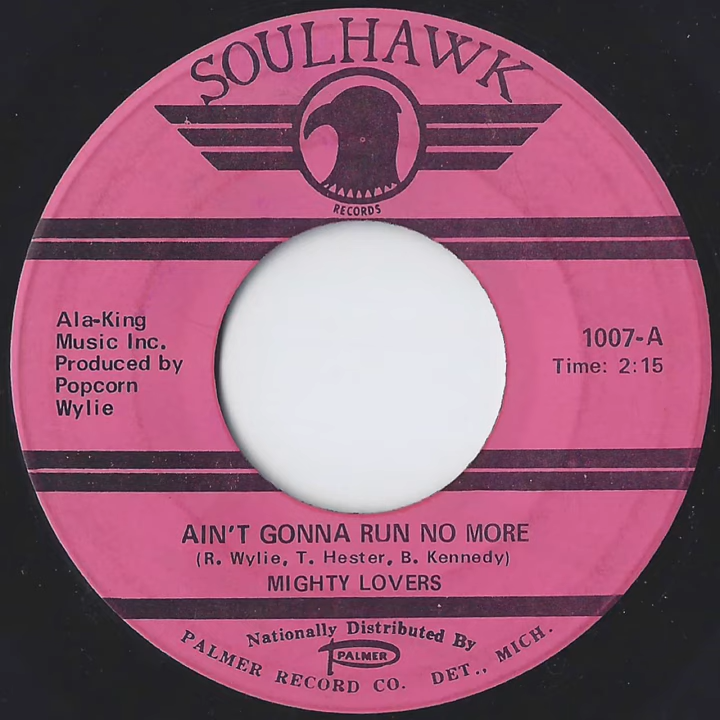 SOULHAWK
RECORDS
Ala-King
Music Inc.
Produced by
Popcorn
Wylie
1007-A
Time: 2:15
AIN'T GONNA RUN NO MORE
(R. Wylie, T. Hester, B. Kennedy)
MIGHTY LOVERS
Nationally Distributed By
PALMER
PALMER RECORD CO. DET., MICH.